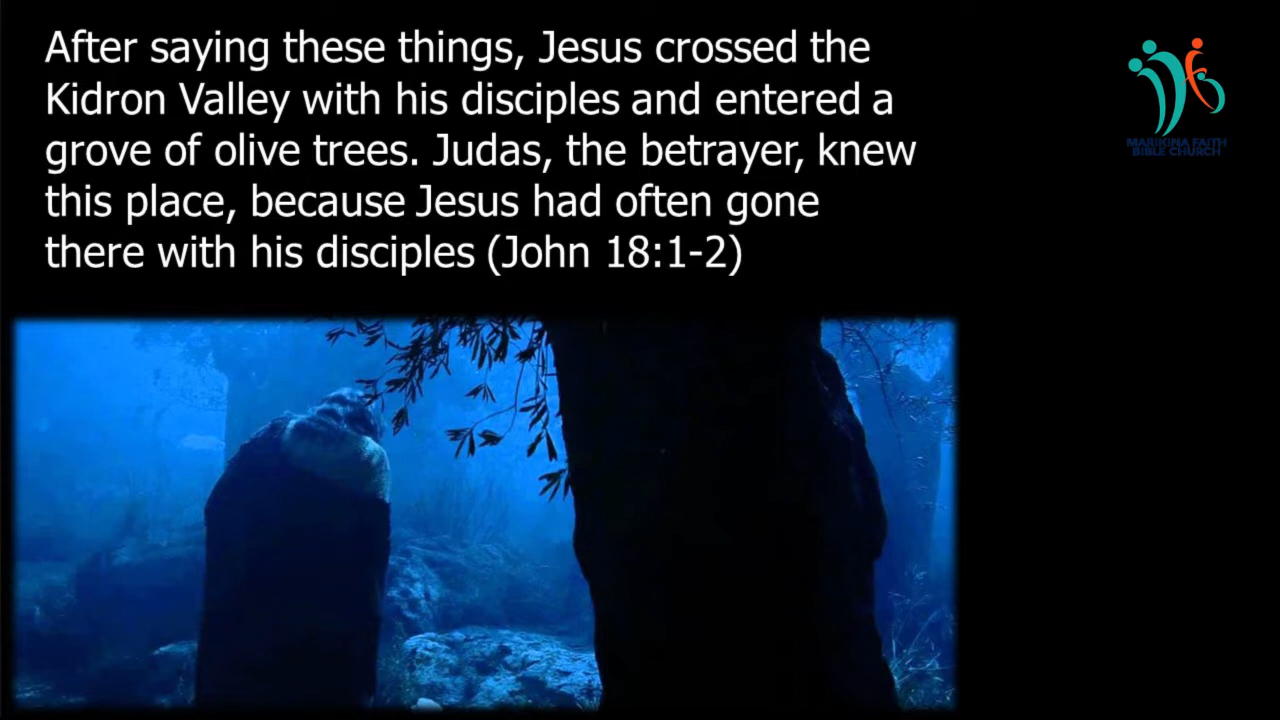 After saying these things, Jesus crossed the
Kidron Valley with his disciples and entered a
grove of olive trees. Judas, the betrayer, knew
this place, because Jesus had often gone
there with his disciples (John 18:1-2)
MARIKINA FAITH
BIBLE CHURCH